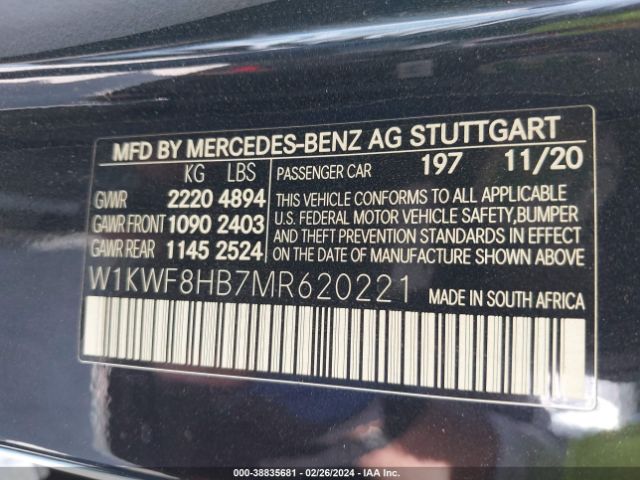 MFD BY MERCEDES-BENZ AG STUTTGART
KG LBS PASSENGER CAR 197 11/20
GVWR 2220 4894
GAWR FRONT 1090 2403
GAWR REAR 1145 2524
THIS VEHICLE CONFORMS TO ALL APPLICABLE
U.S. FEDERAL MOTOR VEHICLE SAFETY,BUMPER
AND THEFT PREVENTION STANDARDS IN EFFECT
ON THE DATE OF MANUFACTURE SHOWN ABOVE.
W1KWF8HB7MR620221 MADE IN SOUTH AFRICA
000-38835681 - 02/26/2024 - IAA Inc.